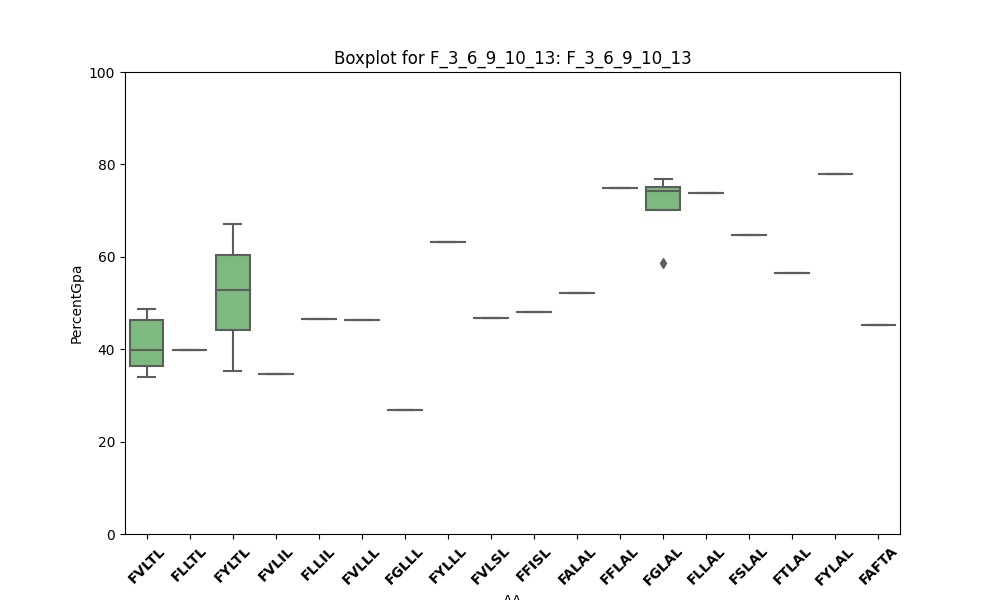 Boxplot for F_3_6_9_10_13: F_3_6_9_10_13
100
80
60
40
20
0
PercentGpa
FVLTL
FLLTL
FYLTL
FVLIL
FLLIL
FVLLL
FGLLL
FYLLL
FVLSL
FFISL
FALAL
FFLAL
FGLAL
FLLAL
FSLAL
FTLAL
FYLAL
FAFTA
AA